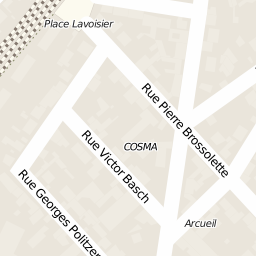 Place Lavoisier
Rue Pierre Brossolette
Rue Victor Basch
COSMA
Rue Georges Politzer
Arcueil